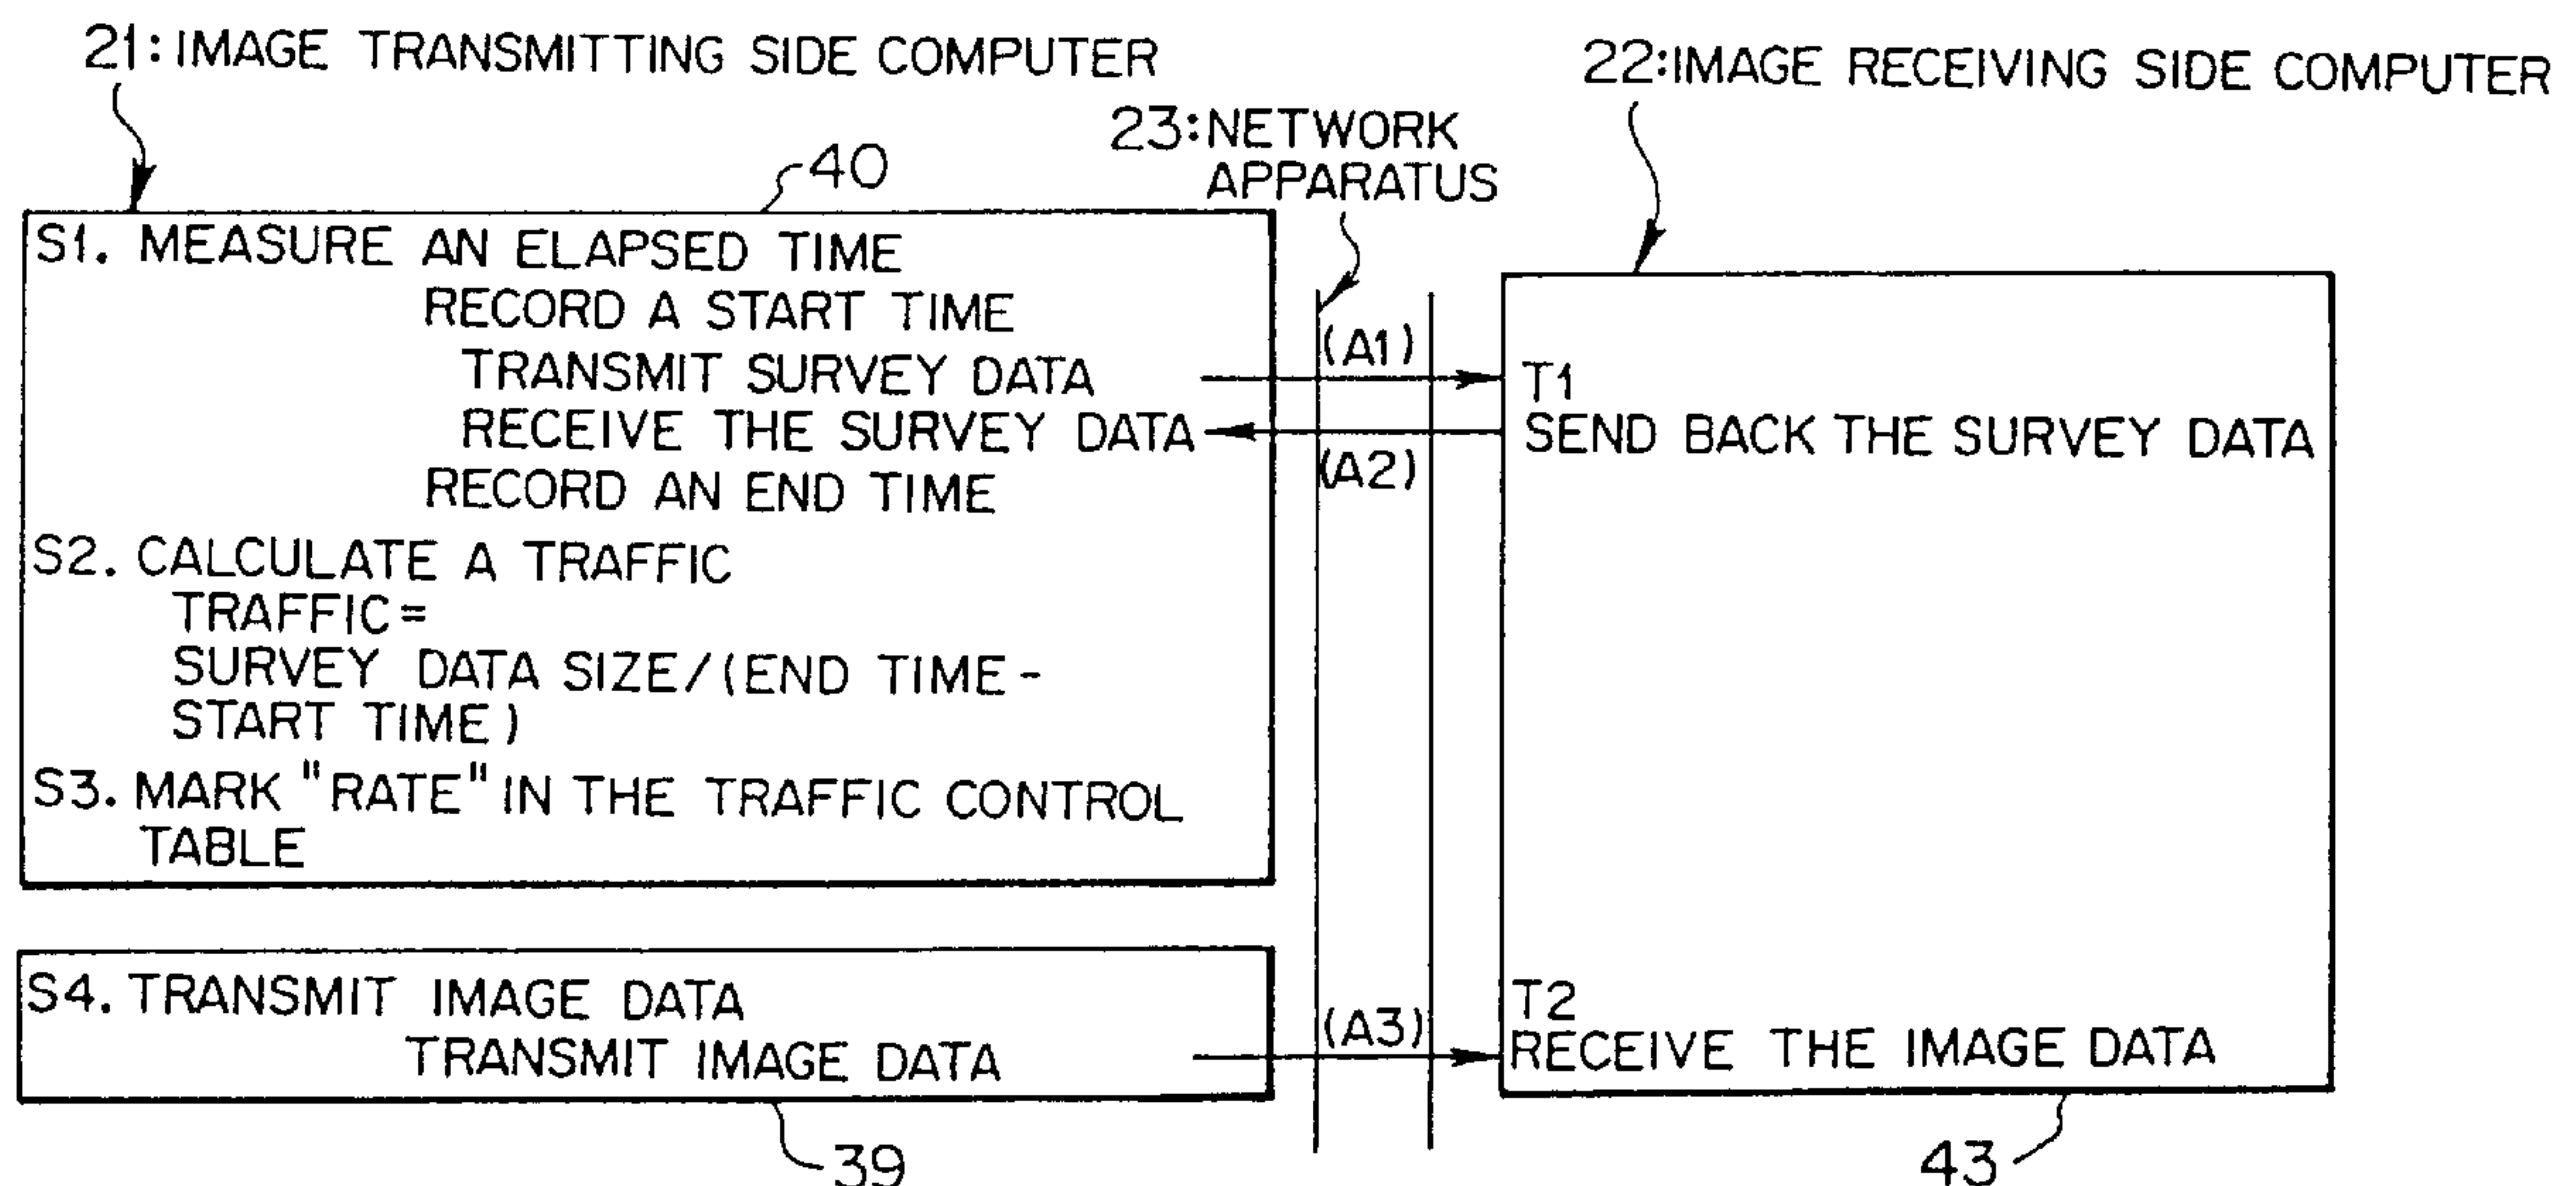 21: IMAGE TRANSMITTING SIDE COMPUTER
22: IMAGE RECEIVING SIDE COMPUTER
23: NETWORK
APPARATUS
40
S1. MEASURE AN ELAPSED TIME
RECORD A START TIME
TRANSMIT SURVEY DATA
RECEIVE THE SURVEY DATA
RECORD AN END TIME
S2. CALCULATE A TRAFFIC
TRAFFIC=
SURVEY DATA SIZE/(END TIME-
START TIME)
S3. MARK "RATE" IN THE TRAFFIC CONTROL
TABLE
(A1)
(A2)
T1
SEND BACK THE SURVEY DATA
S4. TRANSMIT IMAGE DATA
TRANSMIT IMAGE DATA
(A3)
T2
RECEIVE THE IMAGE DATA
39
43